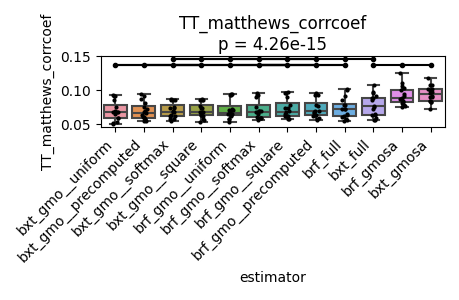 TT_matthews_corrcoef
p = 4.26e-15
TT_matthews_corrcoef
0.15
0.10
0.05
bxt_gmo__uniform
bxt_gmo__precomputed
bxt_gmo__softmax
bxt_gmo__square
brf_gmo__uniform
brf_gmo__softmax
brf_gmo__square
brf_gmo__precomputed
brf_full
bxt_full
brf_gmosa
bxt_gmosa
estimator